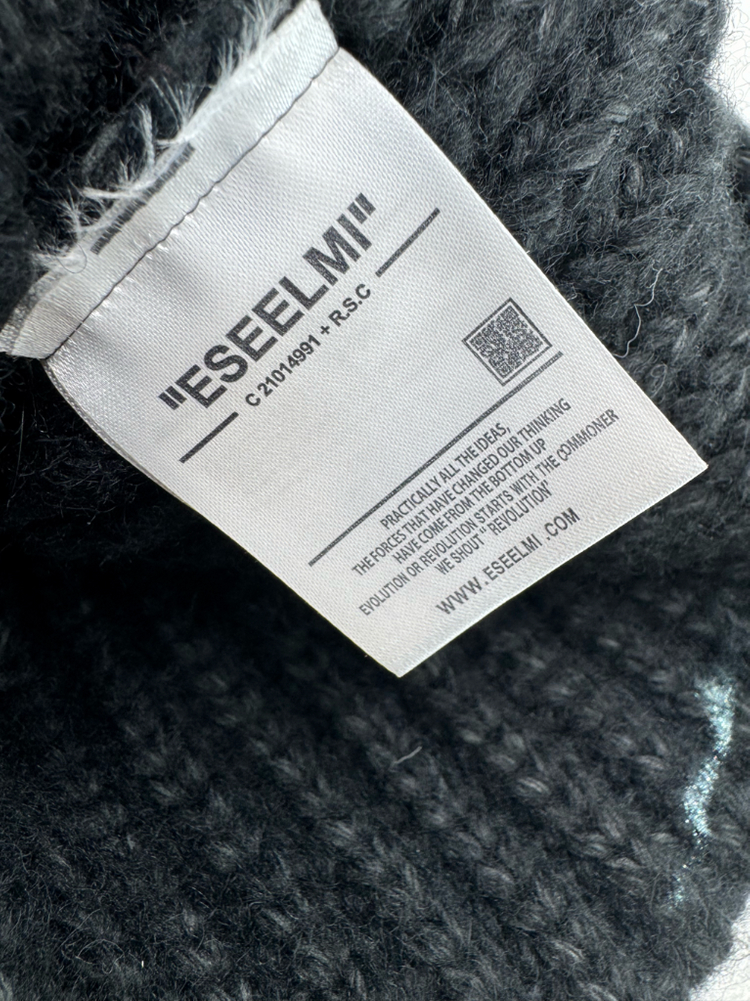 "ESEELMI"
C 21014991 + R.S.C
PRACTICALLY ALL THE IDEAS,
THE FORCES THAT HAVE CHANGED OUR THINKING
HAVE COME FROM THE BOTTOM UP
EVOLUTION OR REVOLUTION STARTS WITH THE COMMONER
WE SHOUT " REVOLUTION"
WWW . ESEELMI .COM